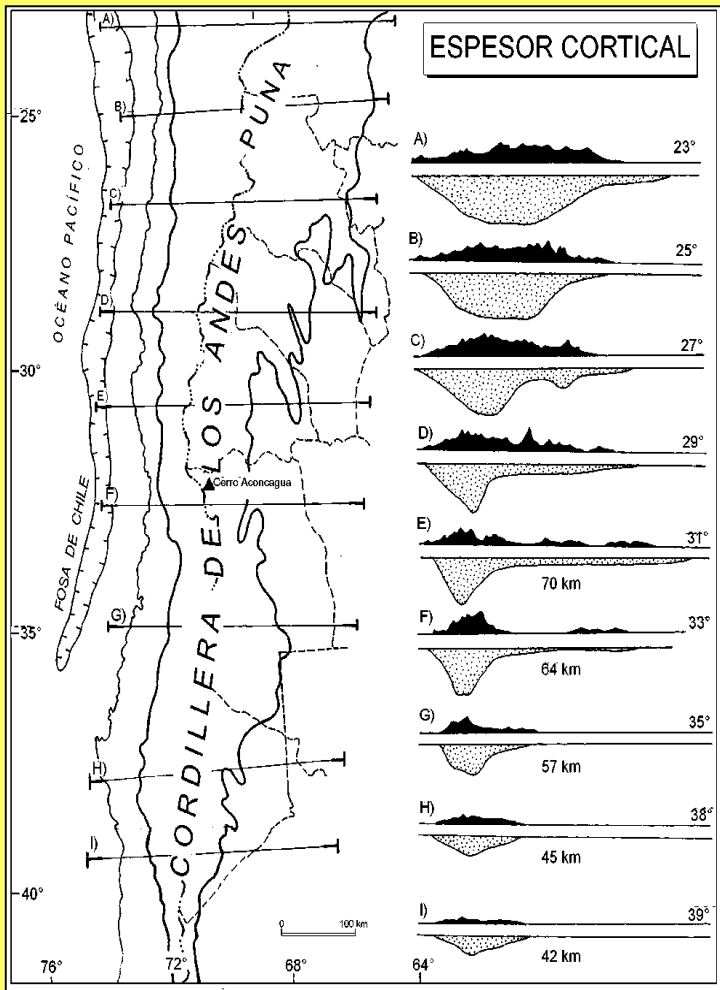 ESPESOR CORTICAL
A)
B)
C)
D
E
F)
G)
H)
I)
−25°
−30°
−35°
−40°
76°
72°
68°
64°
OCÉANO PACÍFICO
FOSA DE CHILE
PUNA
CORDILLERA DE LOS ANDES
Cerro Aconcagua
0 100 km
A) 23°
B) 25°
C) 27°
D) 29°
E) 31°
70 km
F) 33°
64 km
G) 35°
57 km
H) 38°
45 km
I) 39°
42 km